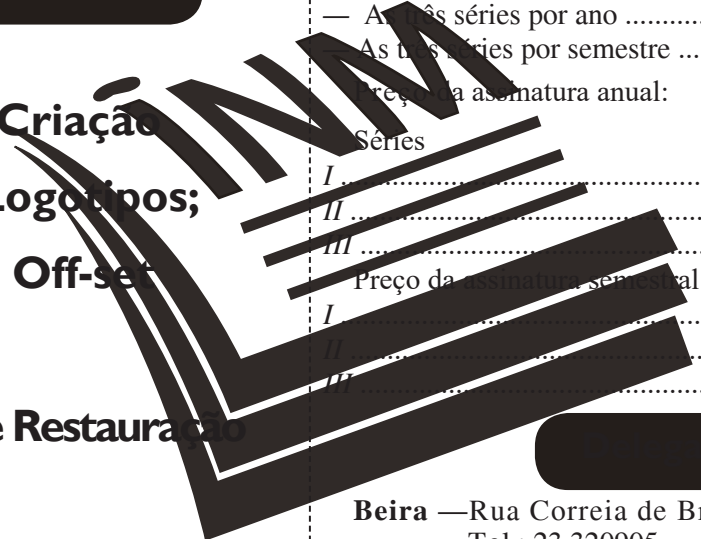 INM
Criação
Logotipos;
Off-set
e Restauração
— As três séries por ano ..........
— As três séries por semestre ...
Preço da assinatura anual:
Séries
I ..................................................
II .................................................
III ................................................
Preço da assinatura semestral
I ..................................................
II .................................................
III ................................................
Beira —Rua Correia de